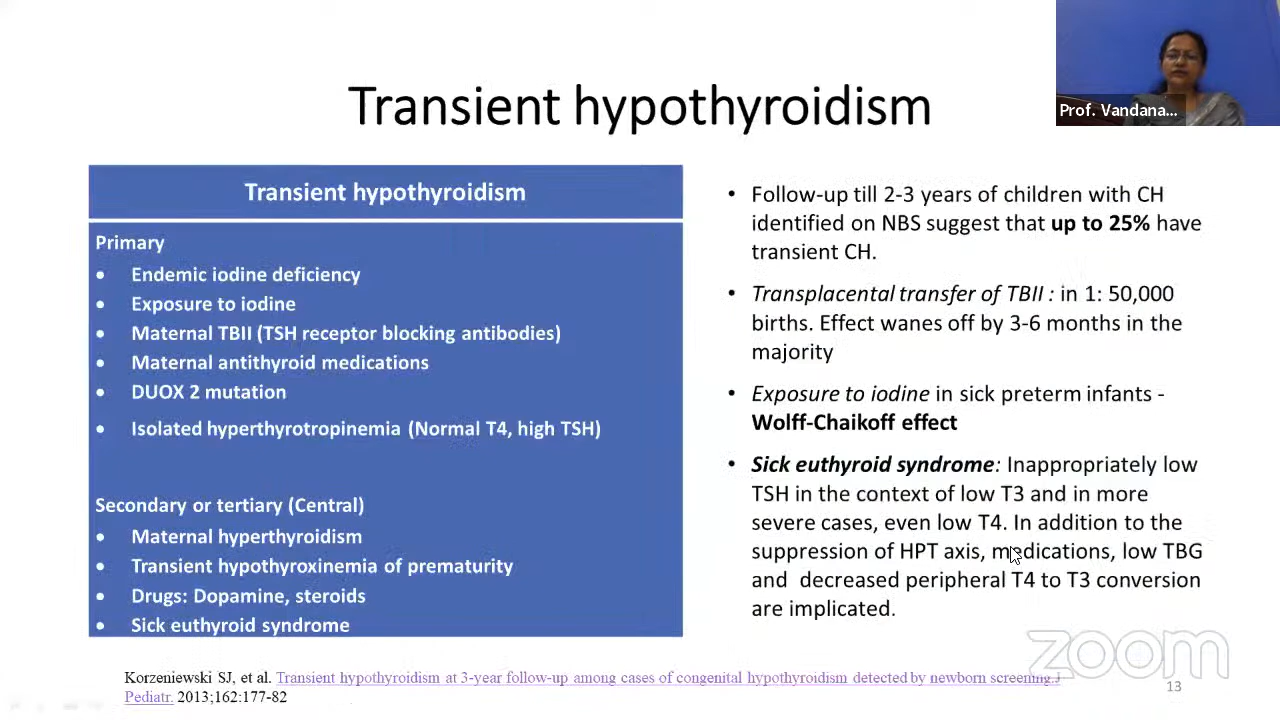 Prof. Vandana...
Transient hypothyroidism
Transient hypothyroidism
Primary
• Endemic iodine deficiency
• Exposure to iodine
• Maternal TBII (TSH receptor blocking antibodies)
• Maternal antithyroid medications
• DUOX 2 mutation
• Isolated hyperthyrotropinemia (Normal T4, high TSH)
Secondary or tertiary (Central)
• Maternal hyperthyroidism
• Transient hypothyroxinemia of prematurity
• Drugs: Dopamine, steroids
• Sick euthyroid syndrome
• Follow-up till 2-3 years of children with CH
identified on NBS suggest that up to 25% have
transient CH.
• Transplacental transfer of TBII : in 1: 50,000
births. Effect wanes off by 3-6 months in the
majority
• Exposure to iodine in sick preterm infants -
Wolff-Chaikoff effect
• Sick euthyroid syndrome: Inappropriately low
TSH in the context of low T3 and in more
severe cases, even low T4. In addition to the
suppression of HPT axis, medications, low TBG
and decreased peripheral T4 to T3 conversion
are implicated.
zoom
Korzeniewski SJ, et al. Transient hypothyroidism at 3-year follow-up among cases of congenital hypothyroidism detected by newborn screening.J
Pediatr. 2013;162:177-82
13